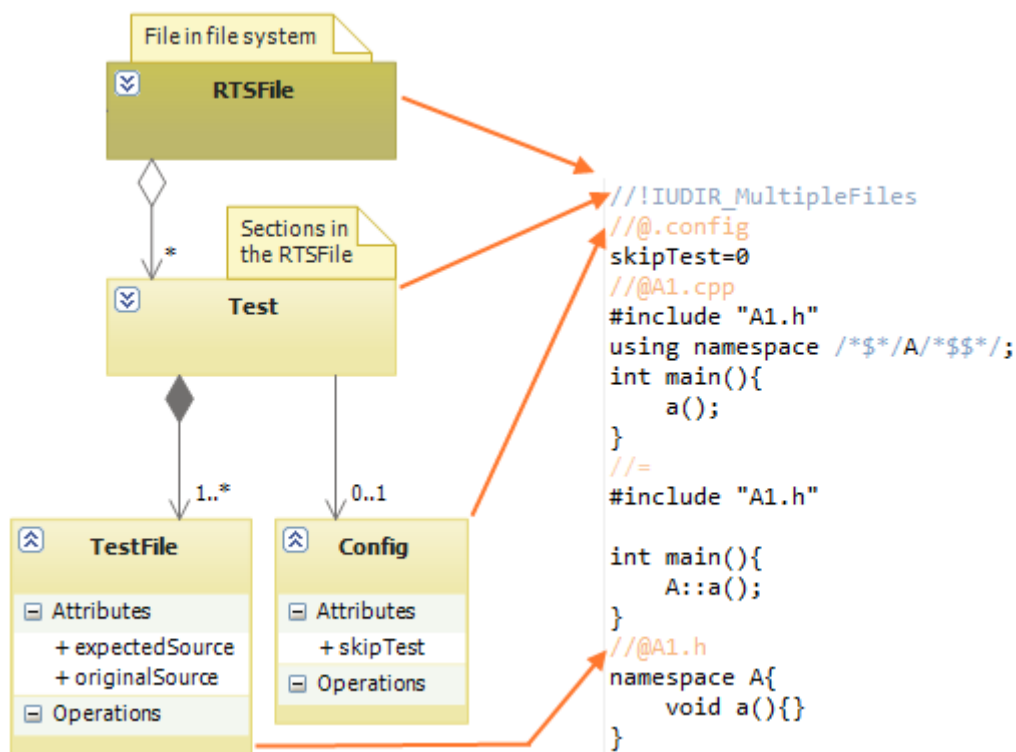 File in file system
RTSFile
*
Sections in
the RTSFile
Test
1..*
0..1
TestFile
Attributes
+ expectedSource
+ originalSource
Operations
Config
Attributes
+ skipTest
Operations
//!IUDIR_MultipleFiles
//@.config
skipTest=0
//@A1.cpp
#include "A1.h"
using namespace /*$*/A/*$$*/;
int main(){
    a();
}
//=
#include "A1.h"

int main(){
    A::a();
}
//@A1.h
namespace A{
    void a(){}
}